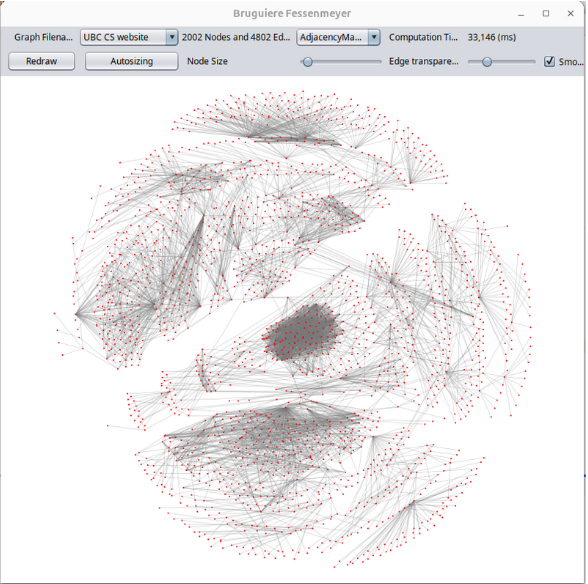 Bruguiere Fessenmeyer
Graph Filena... UBC CS website 2002 Nodes and 4802 Ed... AdjacencyMa... Computation Ti... 33,146 (ms)
Redraw Autosizing Node Size Edge transpare... Smo...